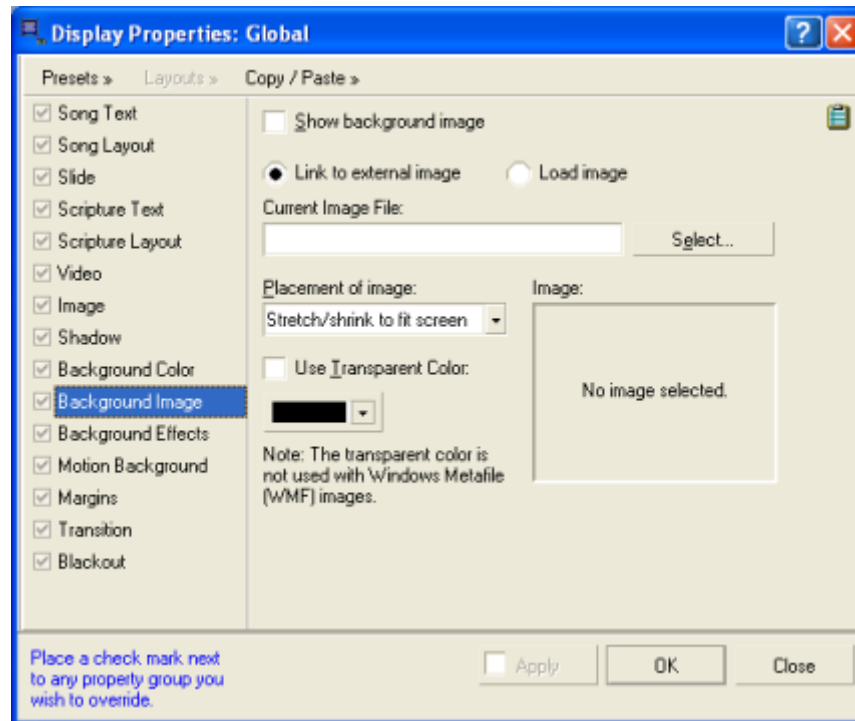 Display Properties: Global
Presets » Layouts » Copy / Paste »
Song Text
Song Layout
Slide
Scripture Text
Scripture Layout
Video
Image
Shadow
Background Color
Background Image
Background Effects
Motion Background
Margins
Transition
Blackout
Show background image
Link to external image Load image
Current Image File:
Select...
Placement of image:
Stretch/shrink to fit screen
Use Transparent Color:
Note: The transparent color is
not used with Windows Metafile
(WMF) images.
Image:
No image selected.
Place a check mark next
to any property group you
wish to override.
Apply OK Close